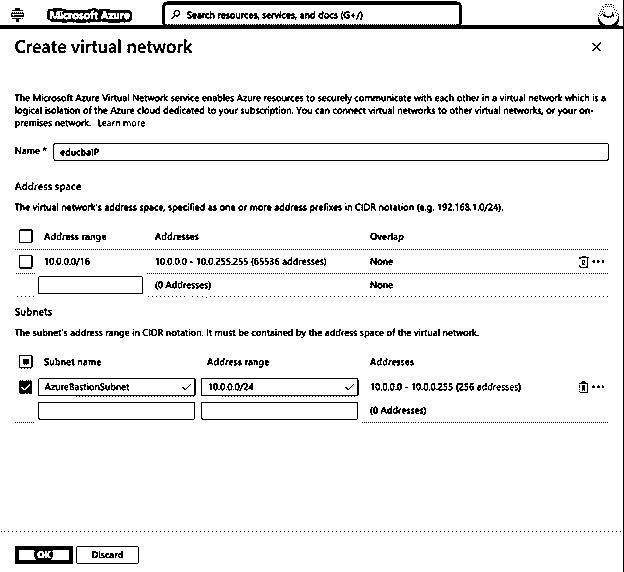 Microsoft Azure
Search resources, services, and docs (G+/)
Create virtual network
The Microsoft Azure Virtual Network service enables Azure resources to securely communicate with each other in a virtual network which is a
logical isolation of the Azure cloud dedicated to your subscription. You can connect virtual networks to other virtual networks, or your on-
premises network. Learn more
Name * educbaIP
Address space
The virtual network's address space, specified as one or more address prefixes in CIDR notation (e.g. 192.168.1.0/24).
Address range Addresses Overlap
10.0.0.0/16 10.0.0.0 - 10.0.255.255 (65536 addresses) None
(0 Addresses) None
Subnets
The subnet's address range in CIDR notation. It must be contained by the address space of the virtual network.
Subnet name Address range Addresses
AzureBastionSubnet 10.0.0.0/24 10.0.0.0 - 10.0.0.255 (256 addresses)
(0 Addresses)
OK Discard